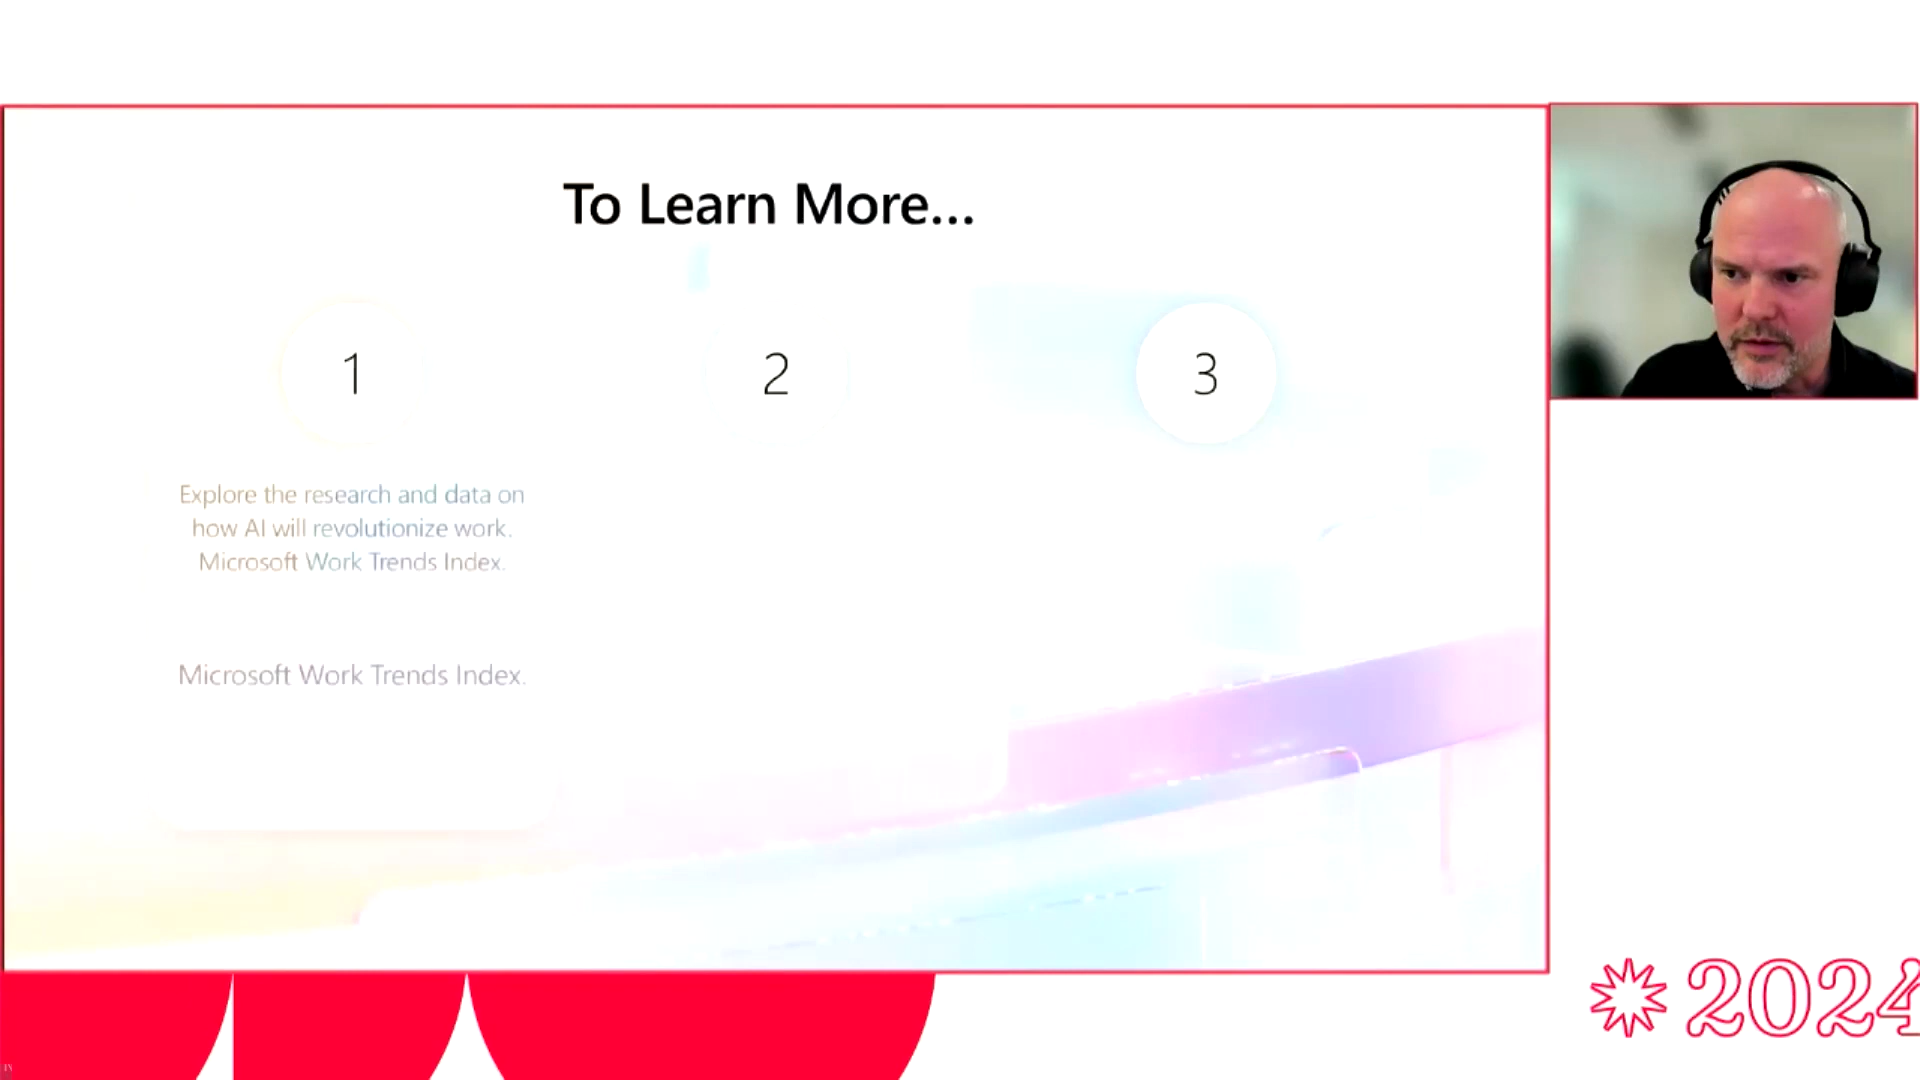 To Learn More...
1
2
3
Explore the research and data on
how AI will revolutionize work.
Microsoft Work Trends Index.
Microsoft Work Trends Index.
2024